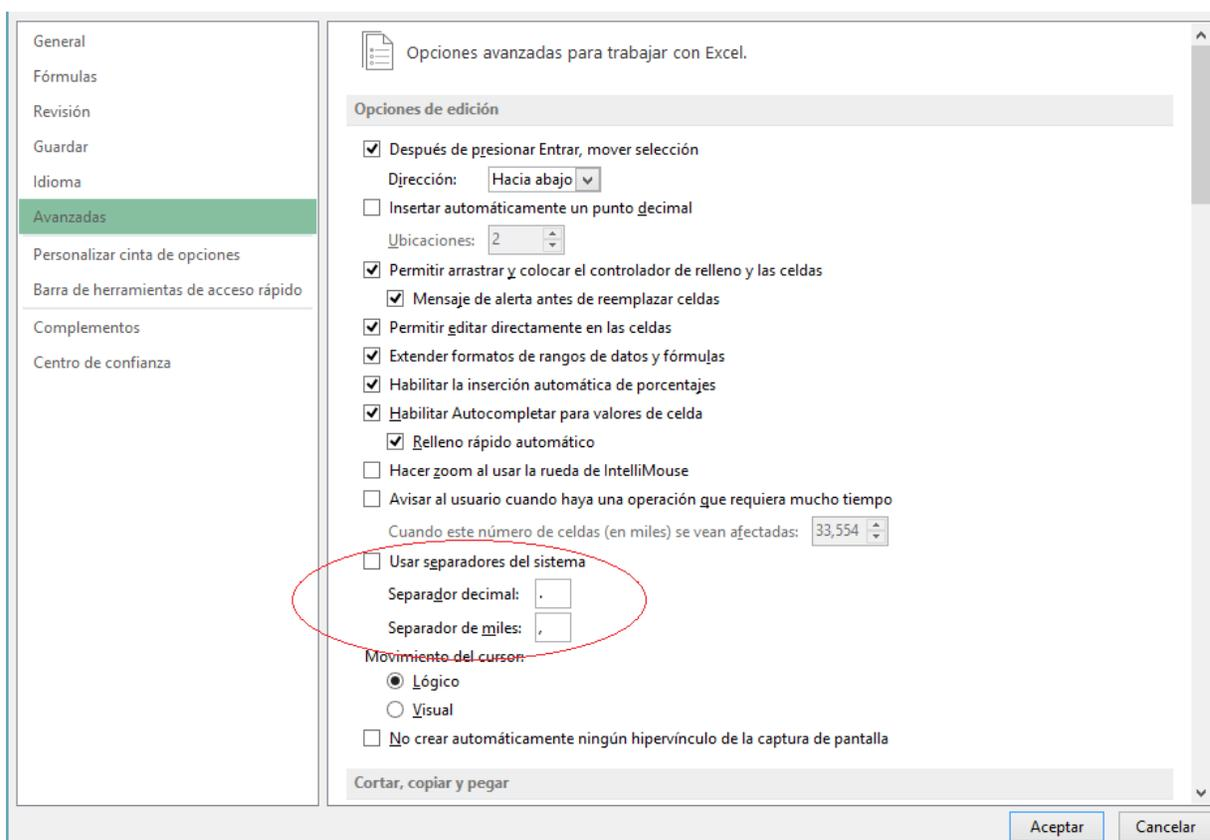 General
Fórmulas
Revisión
Guardar
Idioma
Avanzadas
Personalizar cinta de opciones
Barra de herramientas de acceso rápido
Complementos
Centro de confianza
Opciones avanzadas para trabajar con Excel.
Opciones de edición
Después de presionar Entrar, mover selección
Dirección: Hacia abajo
Insertar automáticamente un punto decimal
Ubicaciones: 2
Permitir arrastrar y colocar el controlador de relleno y las celdas
Mensaje de alerta antes de reemplazar celdas
Permitir editar directamente en las celdas
Extender formatos de rangos de datos y fórmulas
Habilitar la inserción automática de porcentajes
Habilitar Autocompletar para valores de celda
Relleno rápido automático
Hacer zoom al usar la rueda de IntelliMouse
Avisar al usuario cuando haya una operación que requiera mucho tiempo
Cuando este número de celdas (en miles) se vean afectadas: 33,554
Usar separadores del sistema
Separador decimal: .
Separador de miles: ,
Movimiento del cursor:
Lógico
Visual
No crear automáticamente ningún hipervínculo de la captura de pantalla
Cortar, copiar y pegar
Aceptar Cancelar